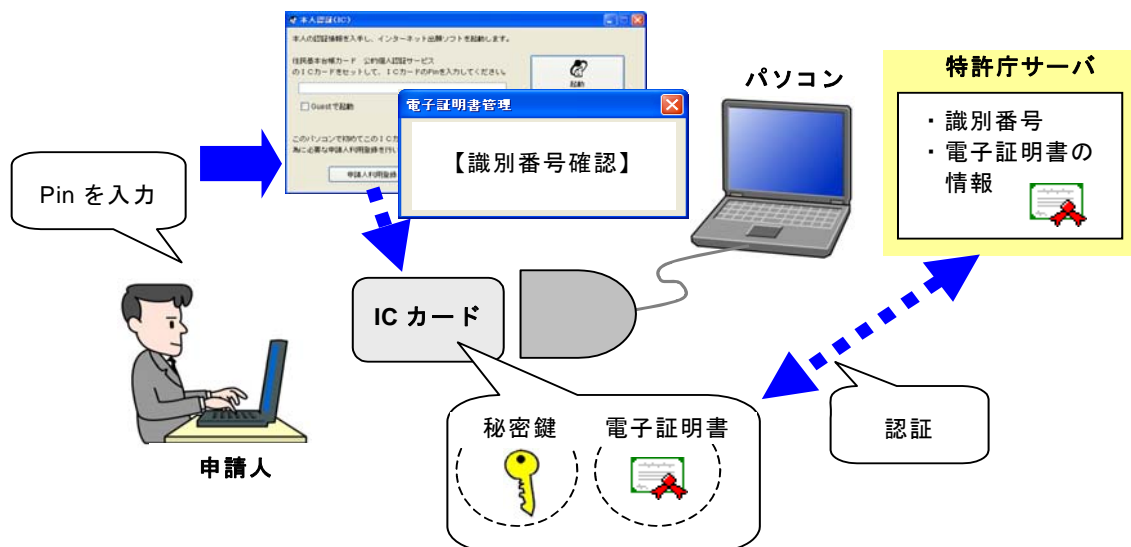 本人認証(IC)
本人の認証情報を入手し、インターネット出願ソフトを起動します。
住民基本台帳カード　公的個人認証サービス
のＩＣカードをセットして、ＩＣカードのPinを入力してください。
起動
Guestで起動
このパソコンで初めてこのＩＣカ
為に必要な申請人利用登録を行い
申請人利用登録
電子証明書管理
【識別番号確認】
パソコン
特許庁サーバ
・識別番号
・電子証明書の
情報
Pin を入力
IC カード
秘密鍵
電子証明書
認証
申請人